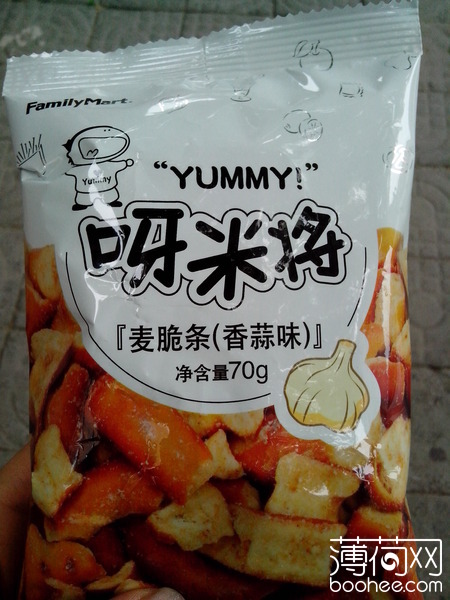 FamilyMart
Yummy
“YUMMY!”
呀米将
『麦脆条(香蒜味)』
净含量70g
薄荷网
boohee.com